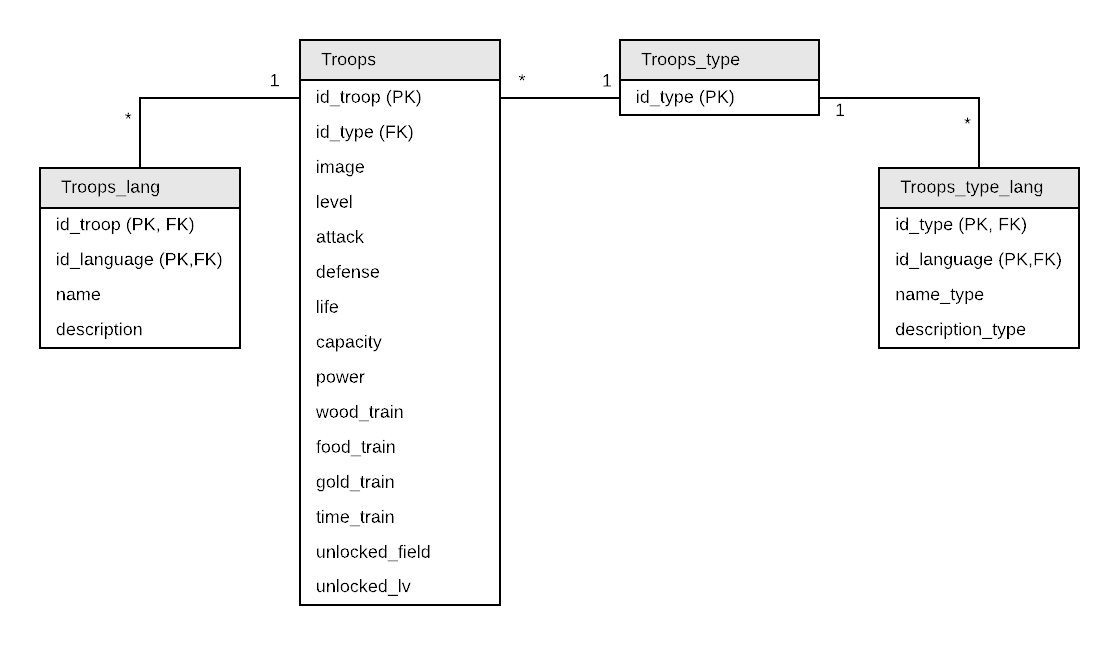 Troops
1
*
id_troop (PK)
id_type (FK)
image
level
attack
defense
life
capacity
power
wood_train
food_train
gold_train
time_train
unlocked_field
unlocked_lv
*
1
Troops_type
id_type (PK)
1
*
Troops_lang
id_troop (PK, FK)
id_language (PK,FK)
name
description
Troops_type_lang
id_type (PK, FK)
id_language (PK,FK)
name_type
description_type